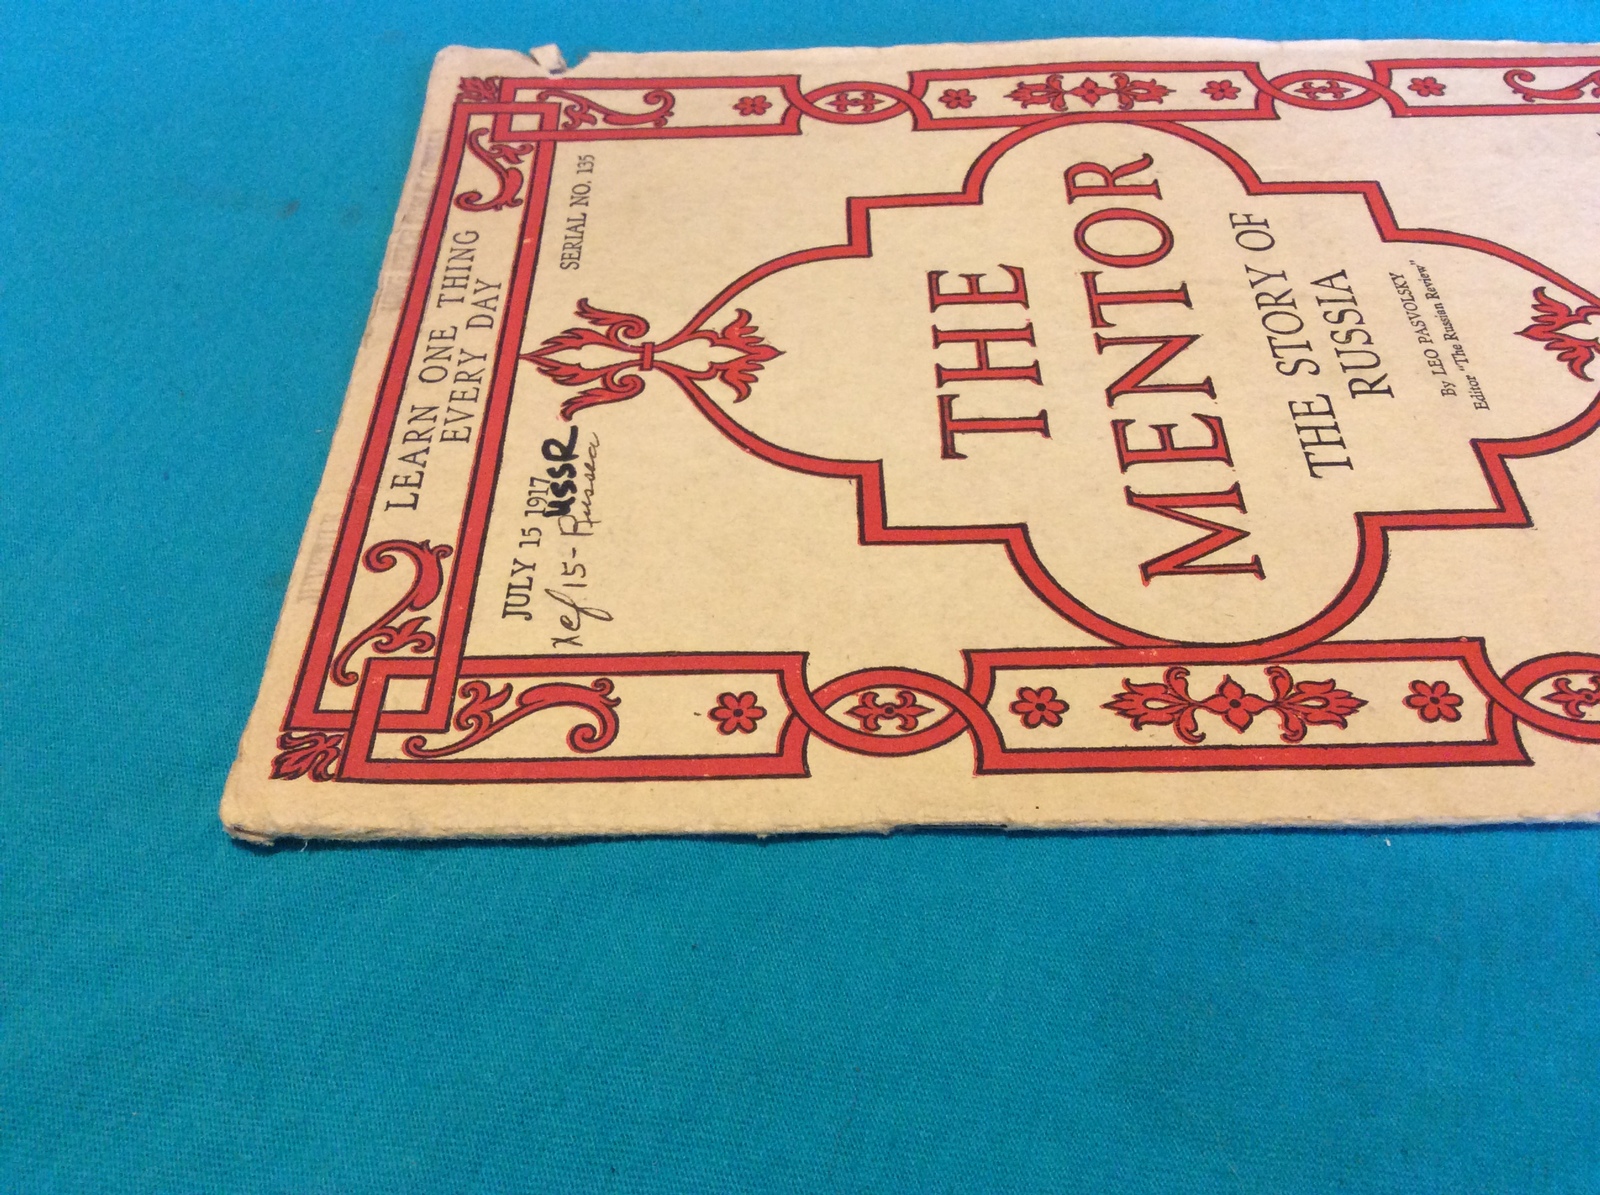 LEARN ONE THING
EVERY DAY
JULY 15 1917
SERIAL NO. 135
USSR
ref 15- Russia
THE
MENTOR
THE STORY OF
RUSSIA
By LEO PASVOLSKY
Editor "The Russian Review"